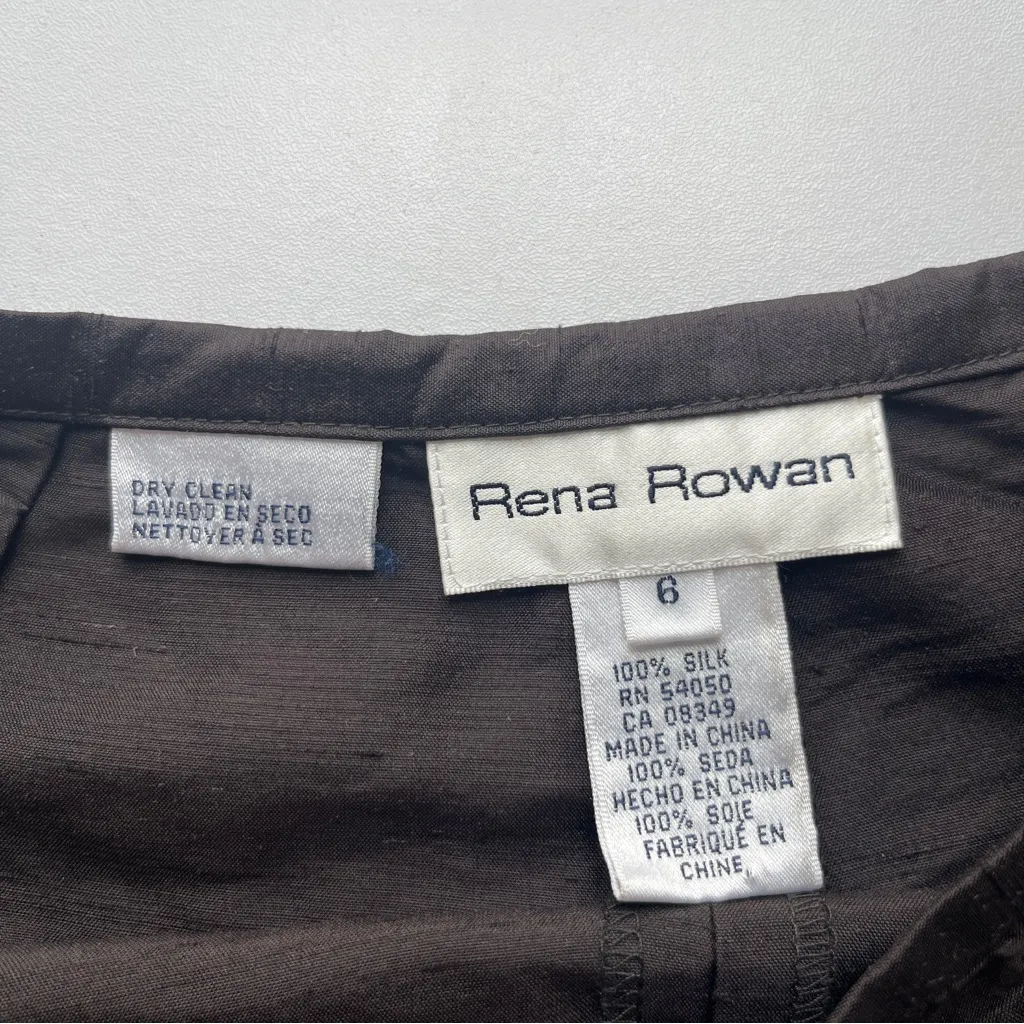 DRY CLEAN
LAVADO EN SECO
NETTOYER À SEC
Rena Rowan
6
100% SILK
RN 54050
CA 08349
MADE IN CHINA
100% SEDA
HECHO EN CHINA
100% SOIE
FABRIQUÉ EN
CHINE